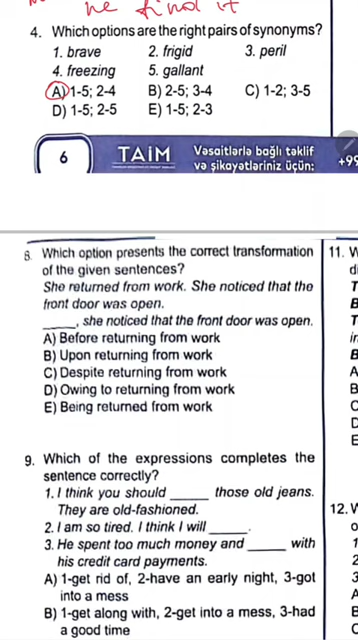 he find it
4. Which options are the right pairs of synonyms?
1. brave 2. frigid 3. peril
4. freezing 5. gallant
A) 1-5; 2-4 B) 2-5; 3-4 C) 1-2; 3-5
D) 1-5; 2-5 E) 1-5; 2-3
6 TAİM Vəsaitlərlə bağlı təklif
və şikayətləriniz üçün: +99
8. Which option presents the correct transformation
of the given sentences?
She returned from work. She noticed that the
front door was open.
_____, she noticed that the front door was open.
A) Before returning from work
B) Upon returning from work
C) Despite returning from work
D) Owing to returning from work
E) Being returned from work
9. Which of the expressions completes the
sentence correctly?
1. I think you should _____ those old jeans.
They are old-fashioned.
2. I am so tired. I think I will _____.
3. He spent too much money and _____ with
his credit card payments.
A) 1-get rid of, 2-have an early night, 3-got
into a mess
B) 1-get along with, 2-get into a mess, 3-had
a good time
11.
12.